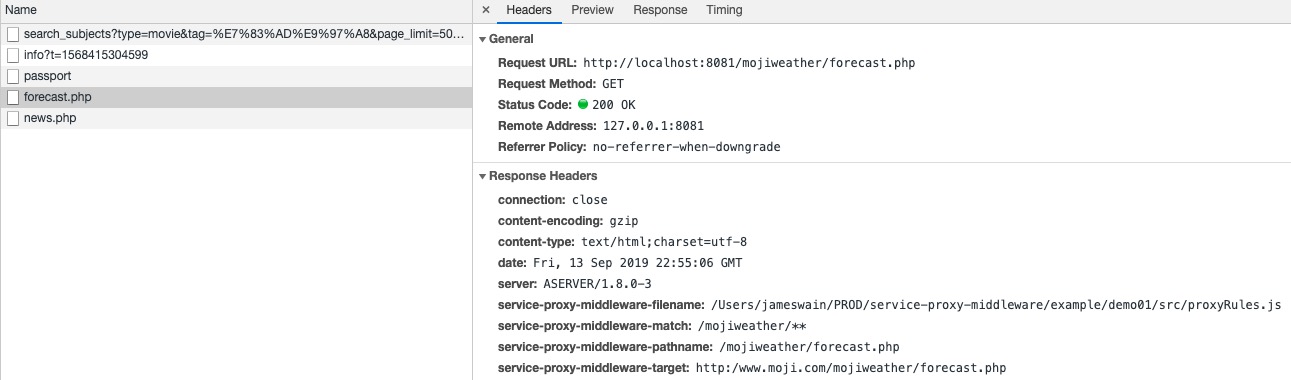 Name
search_subjects?type=movie&tag=%E7%83%AD%E9%97%A8&page_limit=50...
info?t=1568415304599
passport
forecast.php
news.php
× Headers Preview Response Timing
General
Request URL: http://localhost:8081/mojiweather/forecast.php
Request Method: GET
Status Code: 200 OK
Remote Address: 127.0.0.1:8081
Referrer Policy: no-referrer-when-downgrade
Response Headers
connection: close
content-encoding: gzip
content-type: text/html;charset=utf-8
date: Fri, 13 Sep 2019 22:55:06 GMT
server: ASERVER/1.8.0-3
service-proxy-middleware-filename: /Users/jameswain/PROD/service-proxy-middleware/example/demo01/src/proxyRules.js
service-proxy-middleware-match: /mojiweather/**
service-proxy-middleware-pathname: /mojiweather/forecast.php
service-proxy-middleware-target: http:/www.moji.com/mojiweather/forecast.php